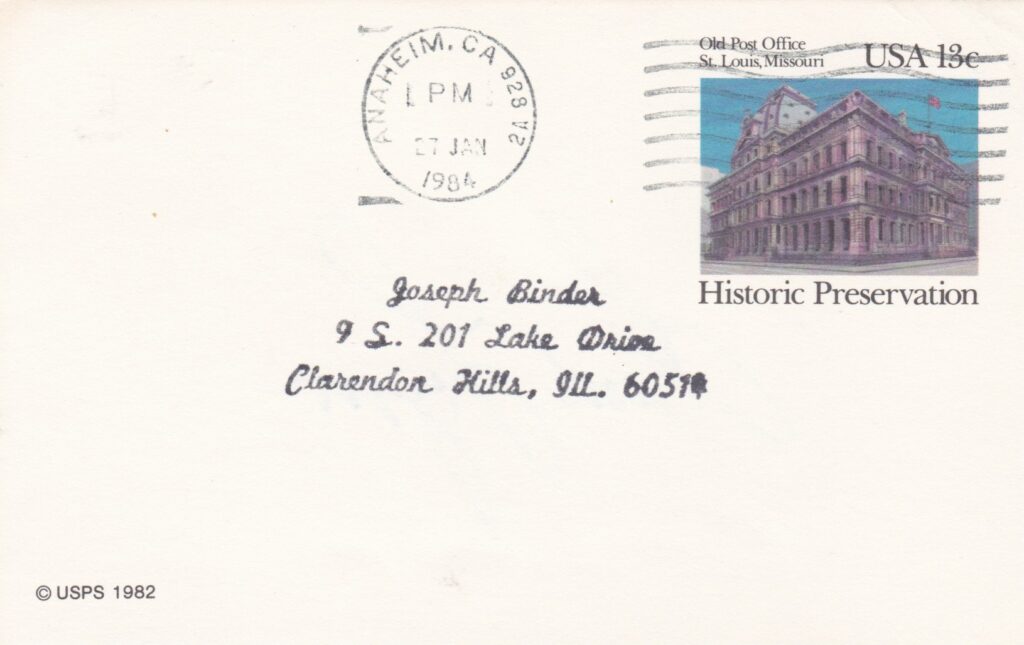 ANAHEIM, CA 928 2A
PM
27 JAN
1984
Old Post Office
St. Louis, Missouri
USA 13c
Historic Preservation
Joseph Binder
9 S. 201 Lake Drive
Clarendon Hills, Ill. 60514
© USPS 1982